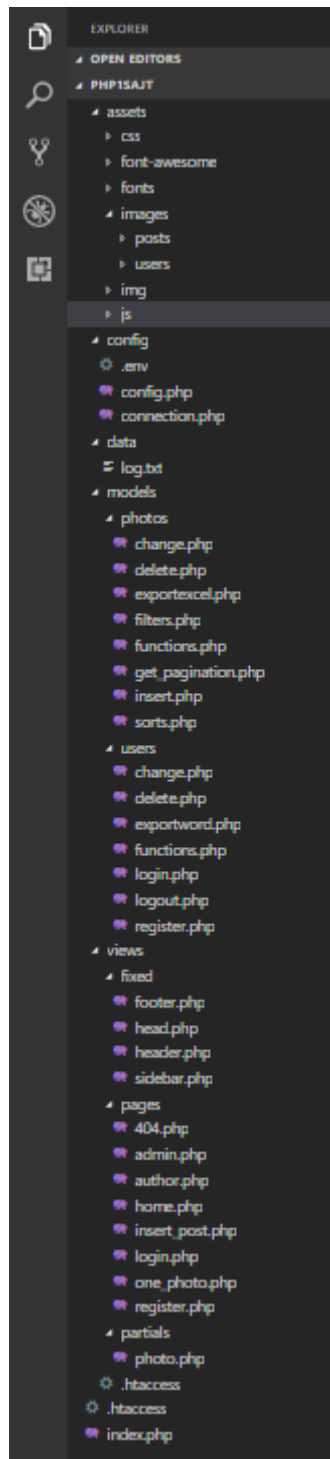 EXPLORER
OPEN EDITORS
PHP1SAJT
assets
css
font-awesome
fonts
images
posts
users
img
js
config
.env
config.php
connection.php
data
log.txt
models
photos
change.php
delete.php
exportexcel.php
filters.php
functions.php
get_pagination.php
insert.php
sorts.php
users
change.php
delete.php
exportword.php
functions.php
login.php
logout.php
register.php
views
fixed
footer.php
head.php
header.php
sidebar.php
pages
404.php
admin.php
author.php
home.php
insert_post.php
login.php
one_photo.php
register.php
partials
photo.php
.htaccess
.htaccess
index.php